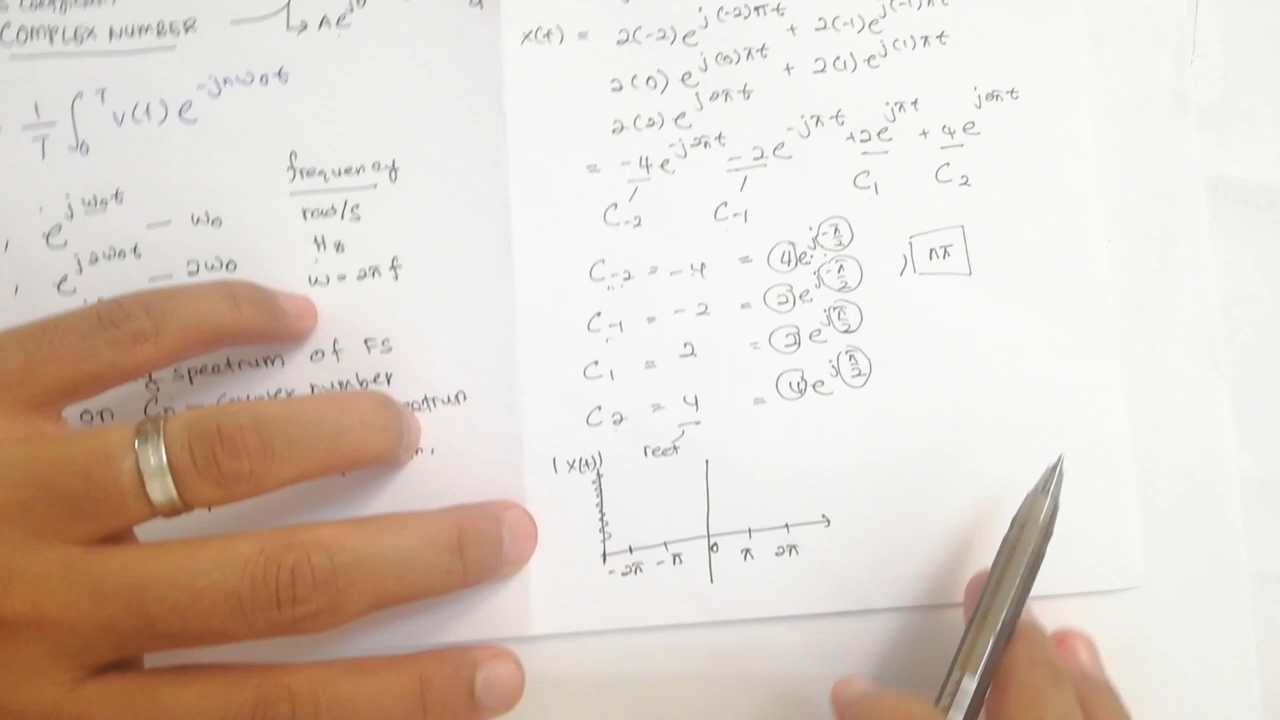 COMPLEX NUMBER → Ae^jθ
1/T ∫₀ᵀ v(t) e^-jnω₀t
frequency
rad/s
Hz
ω = 2πf
, e^jω₀t — ω₀
, e^j2ω₀t — 2ω₀
spectrum of FS
on Cn = complex number
x(t) = 2(-2)e^j(-2)πt + 2(-1)e^j(-1)πt
2(0) e^j(0)πt + 2(1) e^j(1)πt
2(2) e^j2πt
= -4e^-j2πt -2e^-jπt +2e^jπt + 4e^j2πt
C-2 C-1 C1 C2
C-2 = -4 = 4e^j(-π/2) , nπ
C-1 = -2 = 2e^j(-π/2)
C1 = 2 = 2e^j(π/2)
C2 = 4 = 4e^j(π/2)
|X(t)|
-2π -π 0 π 2π